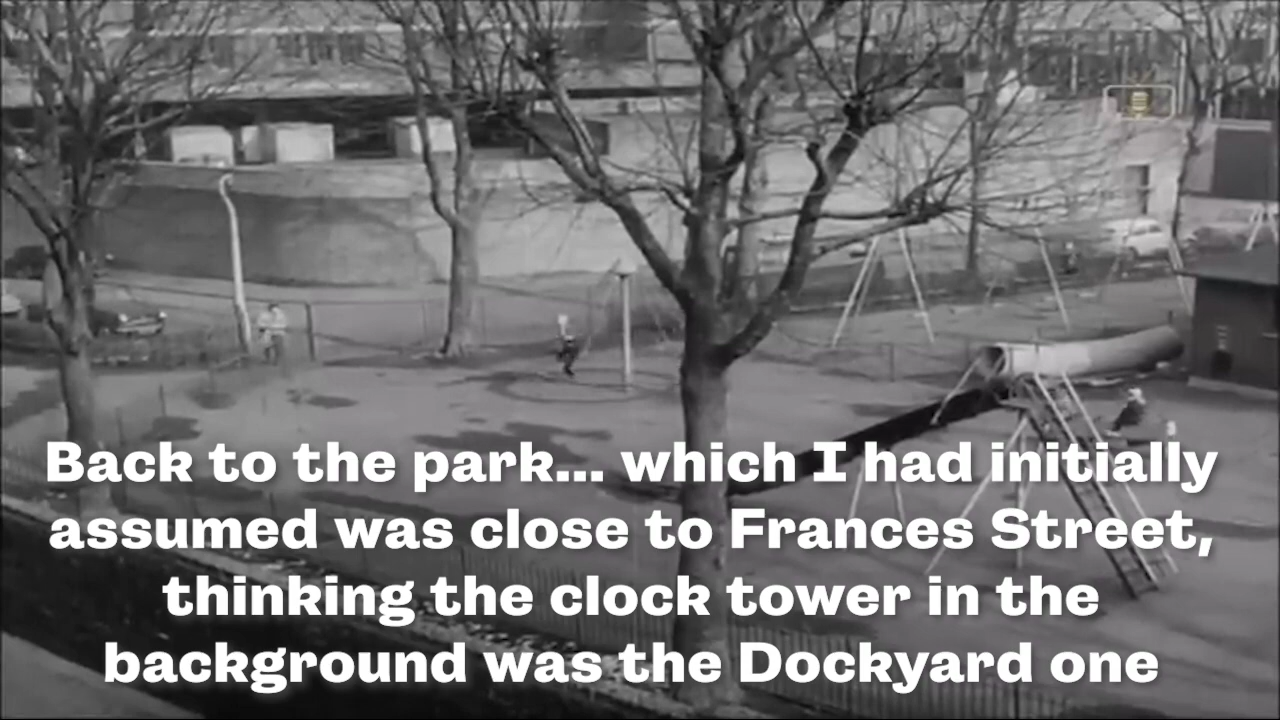 Back to the park... which I had initially
assumed was close to Frances Street,
thinking the clock tower in the
background was the Dockyard one